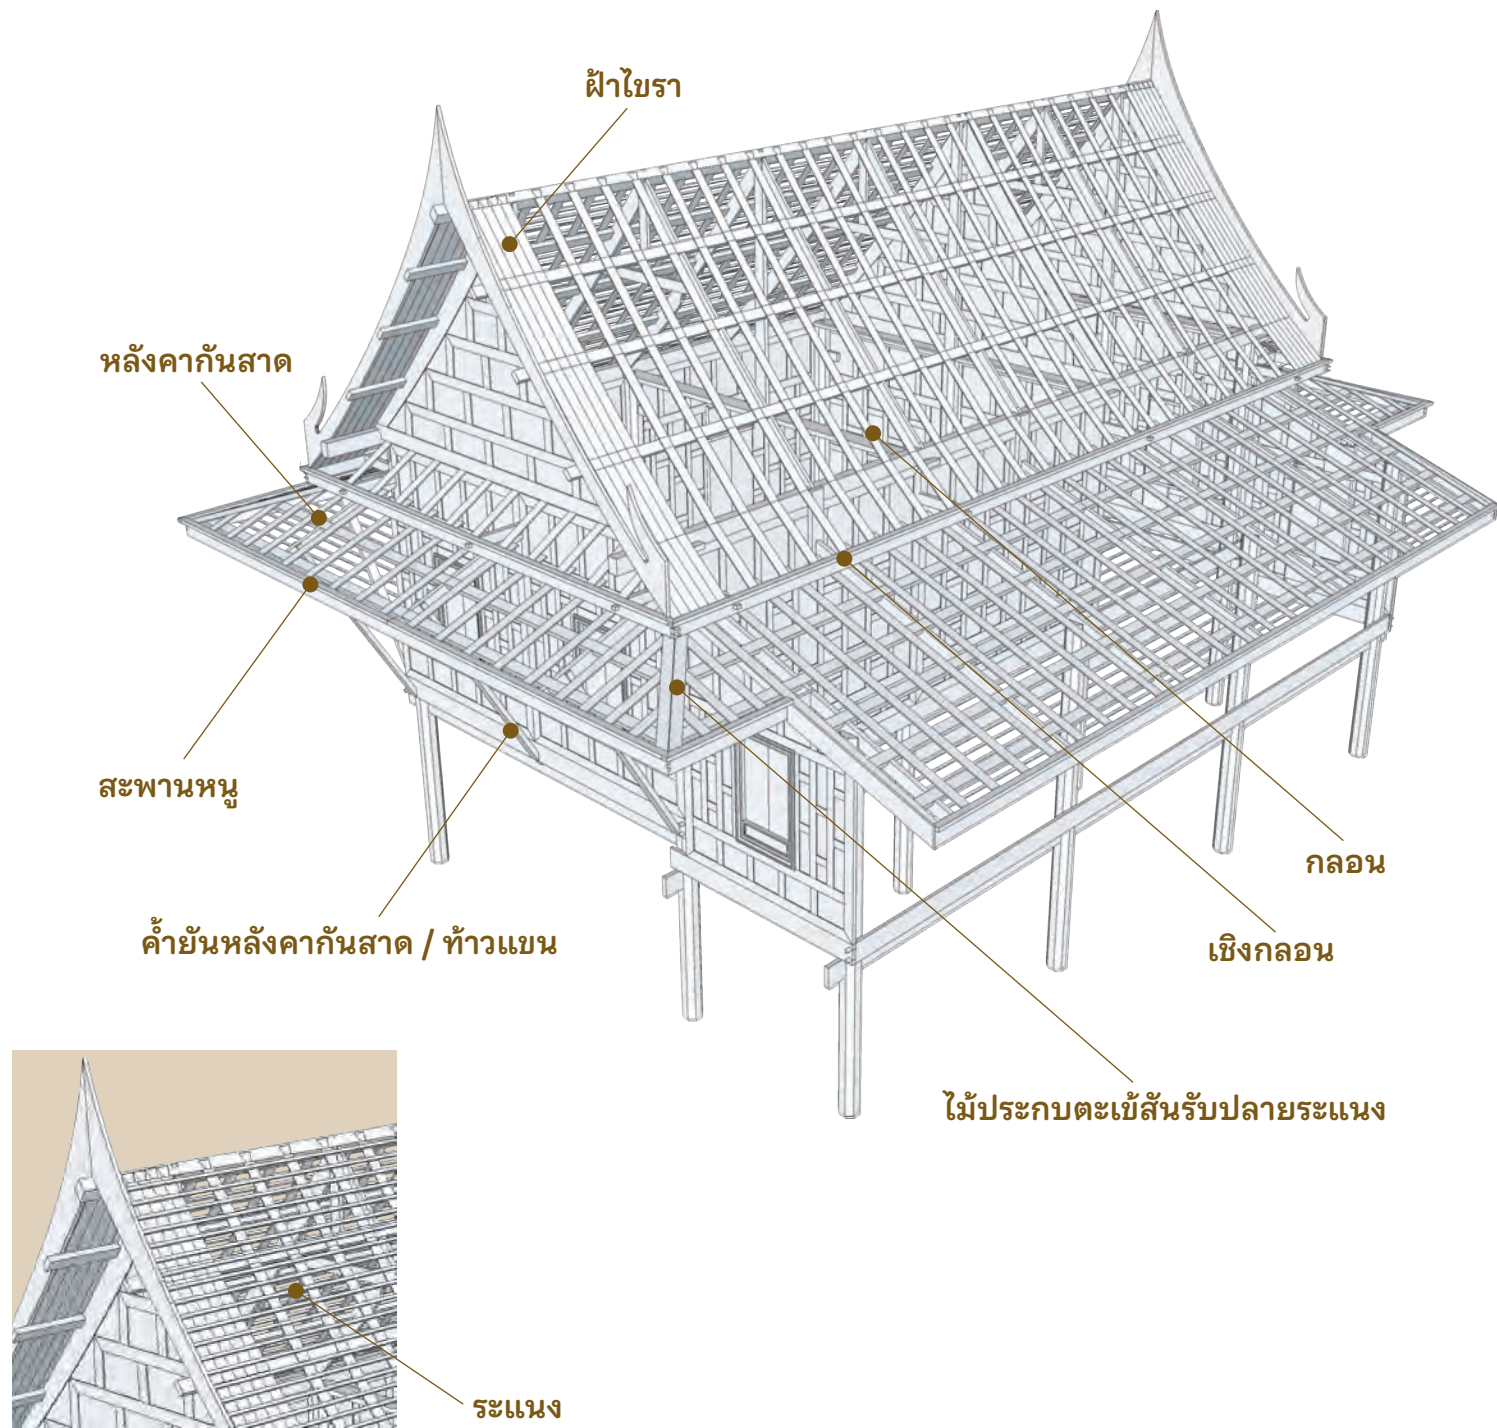 ฝ้าไขรา
หลังคากันสาด
สะพานหนู
กลอน
ค้ำยันหลังคากันสาด / ท้าวแขน
เชิงกลอน
ไม้ประกบตะเข้สันรับปลายระแนง
ระแนง